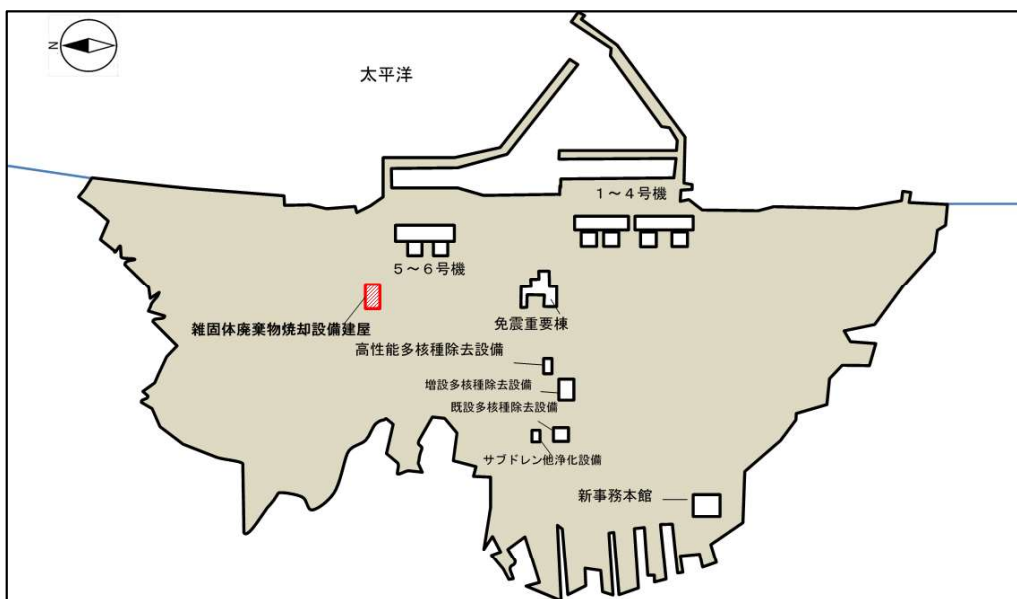 N
太平洋
１～４号機
５～６号機
雑固体廃棄物焼却設備建屋
免震重要棟
高性能多核種除去設備
増設多核種除去設備
既設多核種除去設備
サブドレン他浄化設備
新事務本館